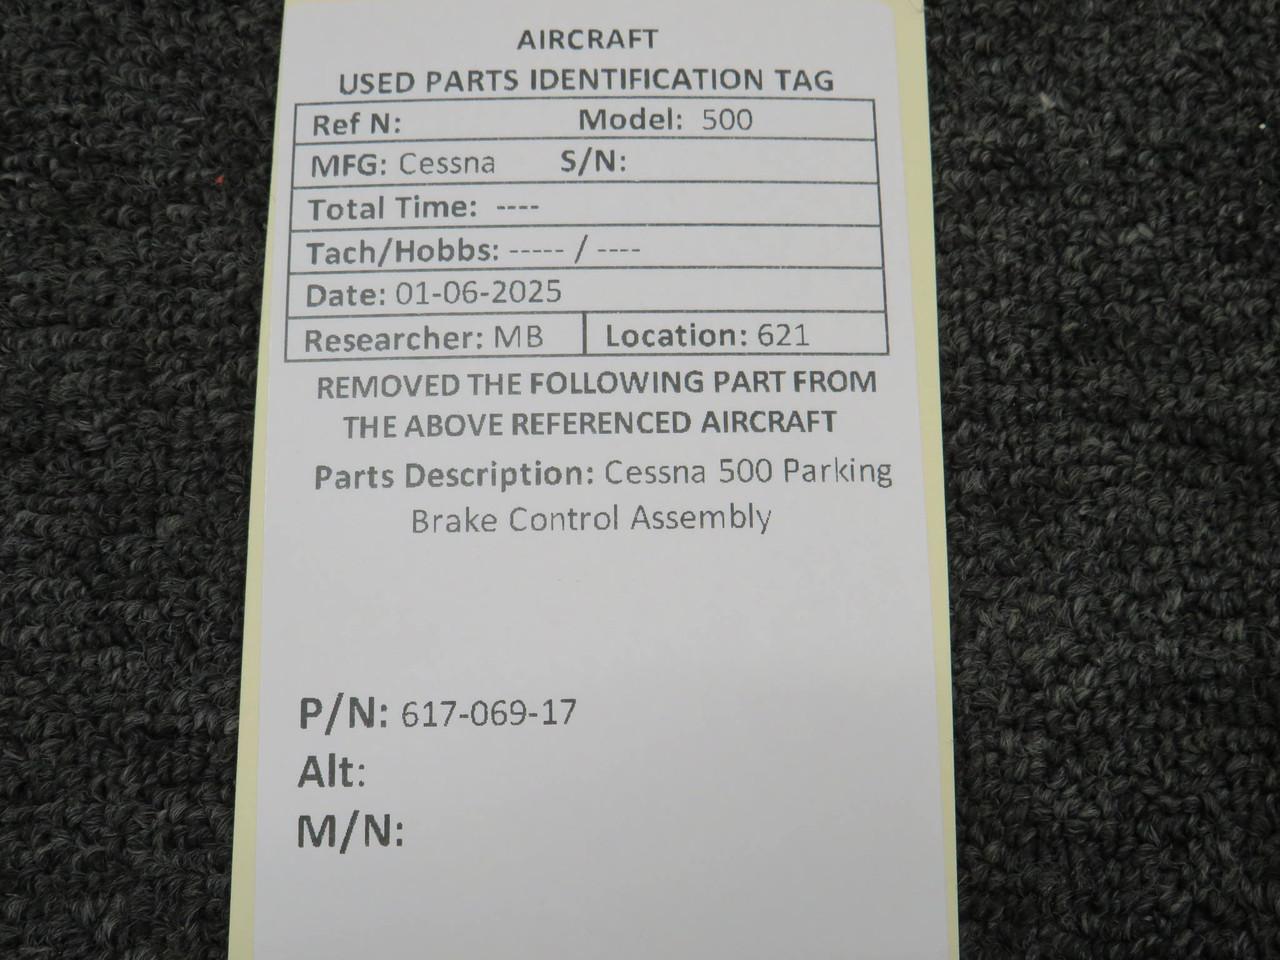 AIRCRAFT
USED PARTS IDENTIFICATION TAG
Ref N: Model: 500
MFG: Cessna S/N:
Total Time: ----
Tach/Hobbs: ----- / ----
Date: 01-06-2025
Researcher: MB Location: 621
REMOVED THE FOLLOWING PART FROM
THE ABOVE REFERENCED AIRCRAFT
Parts Description: Cessna 500 Parking
Brake Control Assembly
P/N: 617-069-17
Alt:
M/N: